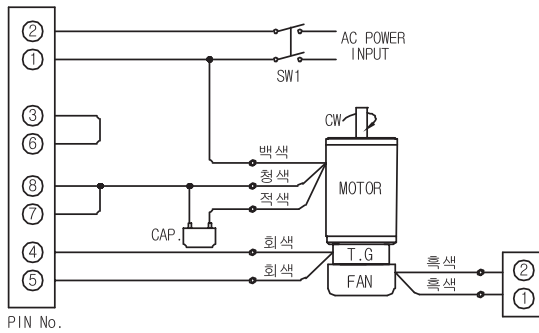 ②
AC POWER
INPUT
①
SW1
③
CW
⑥
백색
⑧
청색
MOTOR
적색
⑦
CAP.
회색
④
T.G
흑색
②
회색
FAN
⑤
흑색
①
PIN No.